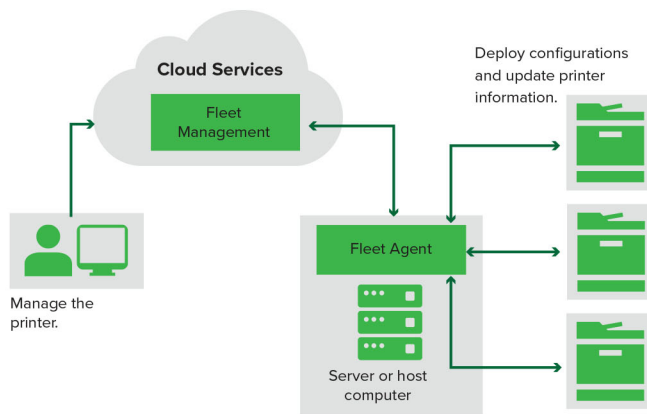 Cloud Services
Fleet
Management
Deploy configurations
and update printer
information.
Manage the
printer.
Fleet Agent
Server or host
computer